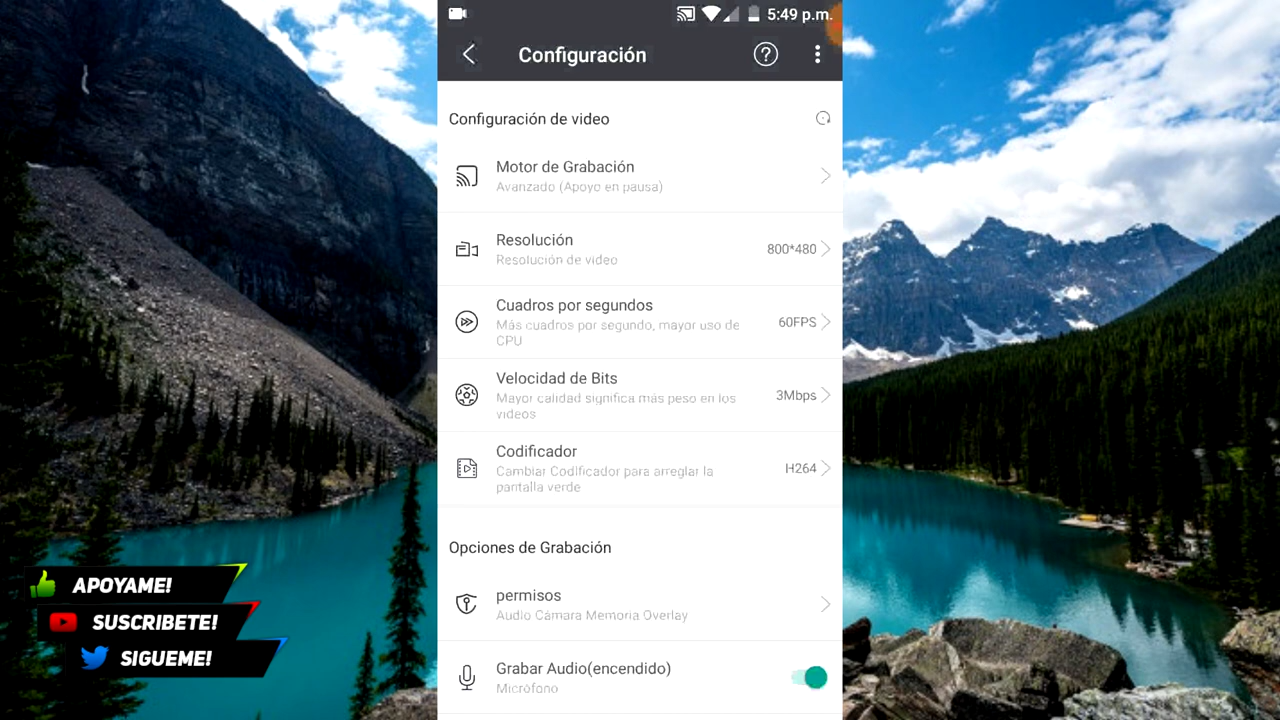 5:49 p.m.
Configuración
Configuración de video
Motor de Grabación
Avanzado (Apoyo en pausa)
Resolución
Resolución de video
800*480
Cuadros por segundos
Más cuadros por segundo, mayor uso de
CPU
60FPS
Velocidad de Bits
Mayor calidad significa más peso en los
videos
3Mbps
Codificador
Cambiar Codificador para arreglar la
pantalla verde
H264
Opciones de Grabación
permisos
Audio Cámara Memoria Overlay
Grabar Audio(encendido)
Micrófono
APOYAME!
SUSCRIBETE!
SIGUEME!